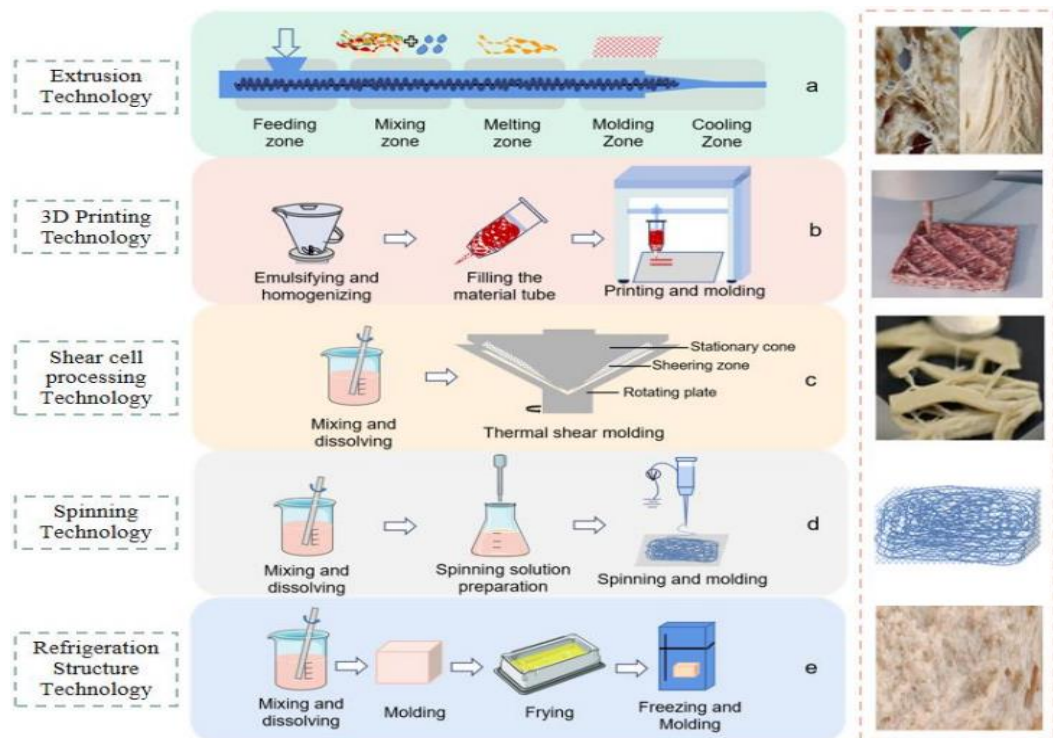 Extrusion
Technology
Feeding
zone
Mixing
zone
Melting
zone
Molding
Zone
Cooling
Zone
a
3D Printing
Technology
Emulsifying and
homogenizing
Filling the
material tube
Printing and molding
b
Shear cell
processing
Technology
Mixing and
dissolving
Stationary cone
Sheering zone
Rotating plate
Thermal shear molding
c
Spinning
Technology
Mixing and
dissolving
Spinning solution
preparation
Spinning and molding
d
Refrigeration
Structure
Technology
Mixing and
dissolving
Molding
Frying
Freezing and
Molding
e